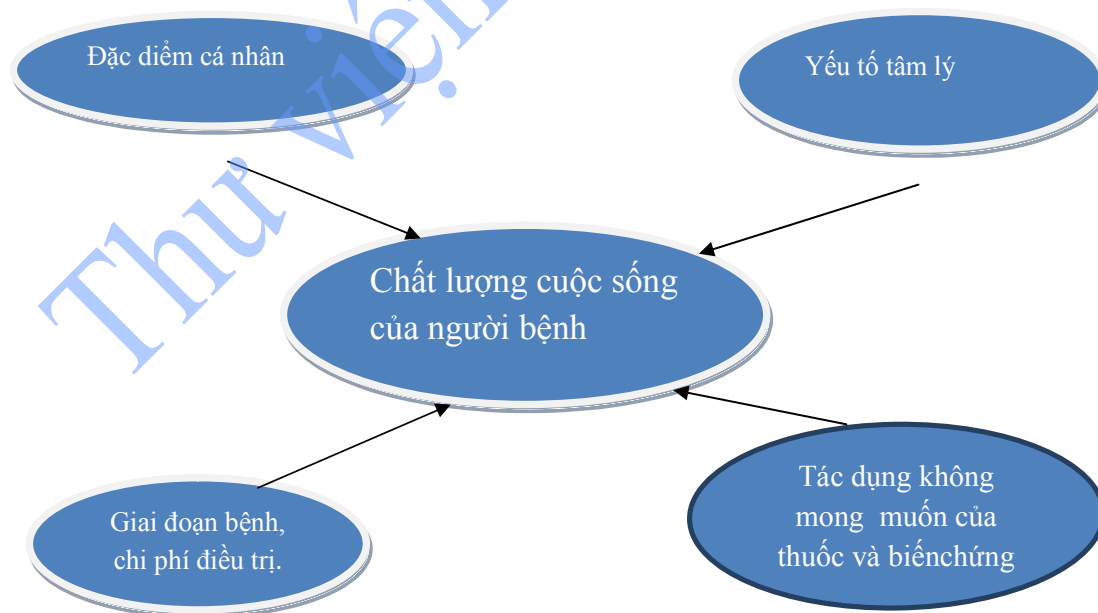 Đặc diểm cá nhân
Yếu tố tâm lý
Chất lượng cuộc sống
của người bệnh
Giai đoạn bệnh,
chi phí điều trị.
Tác dụng không
mong muốn của
thuốc và biếnchứng
Thư viện